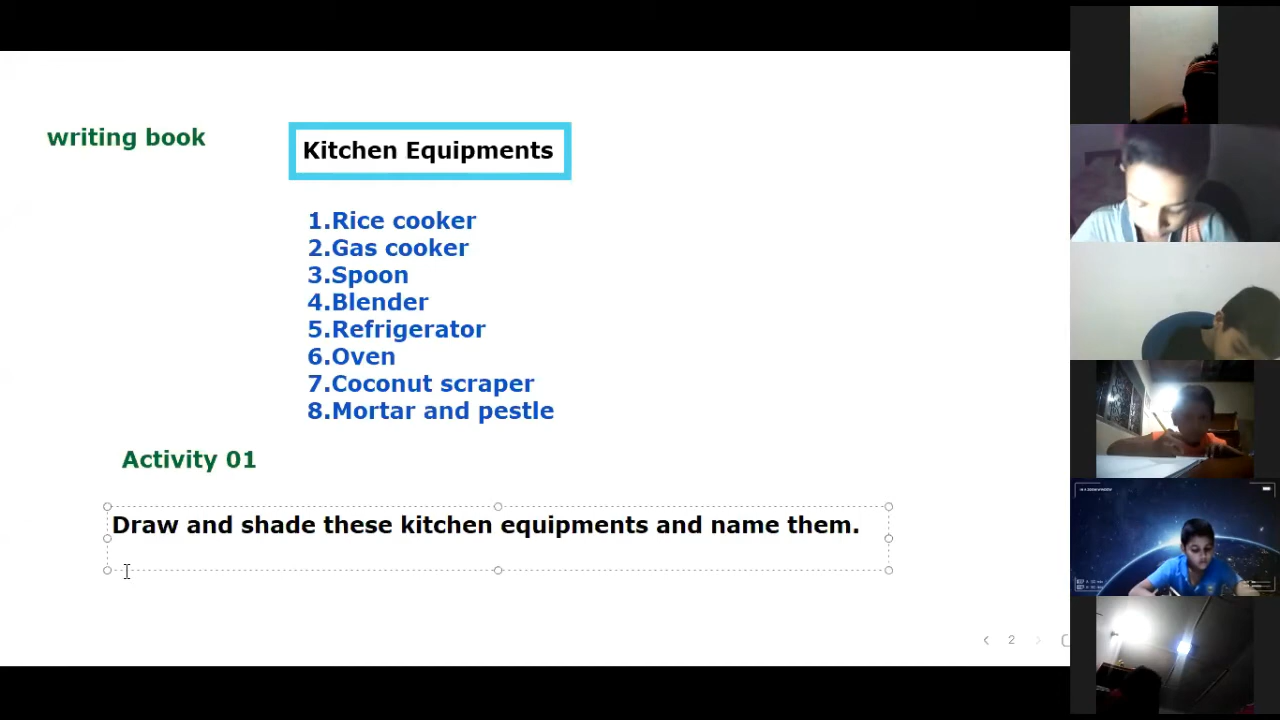 writing book
Kitchen Equipments
1.Rice cooker
2.Gas cooker
3.Spoon
4.Blender
5.Refrigerator
6.Oven
7.Coconut scraper
8.Mortar and pestle
Activity 01
Draw and shade these kitchen equipments and name them.
2